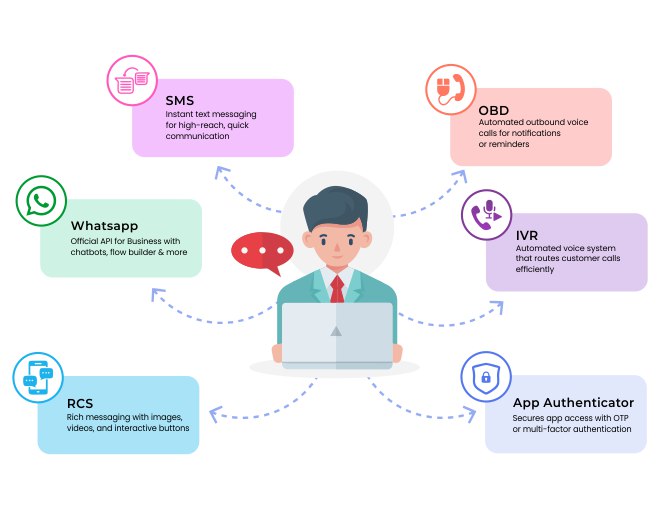 SMS
Instant text messaging
for high-reach, quick
communication
OBD
Automated outbound voice
calls for notifications
or reminders
Whatsapp
Official API for Business with
chatbots, flow builder & more
IVR
Automated voice system
that routes customer calls
efficiently
RCS
Rich messaging with images,
videos, and interactive buttons
App Authenticator
Secures app access with OTP
or multi-factor authentication